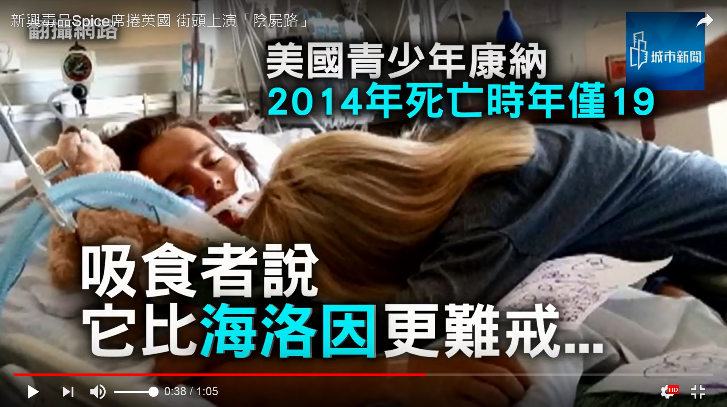 新興毒品Spice席捲英國 街頭上演「陰屍路」
翻攝網路
城市新聞
美國青少年康納
2014年死亡時年僅19
吸食者說
它比海洛因更難戒...
0:38 / 1:05
HD